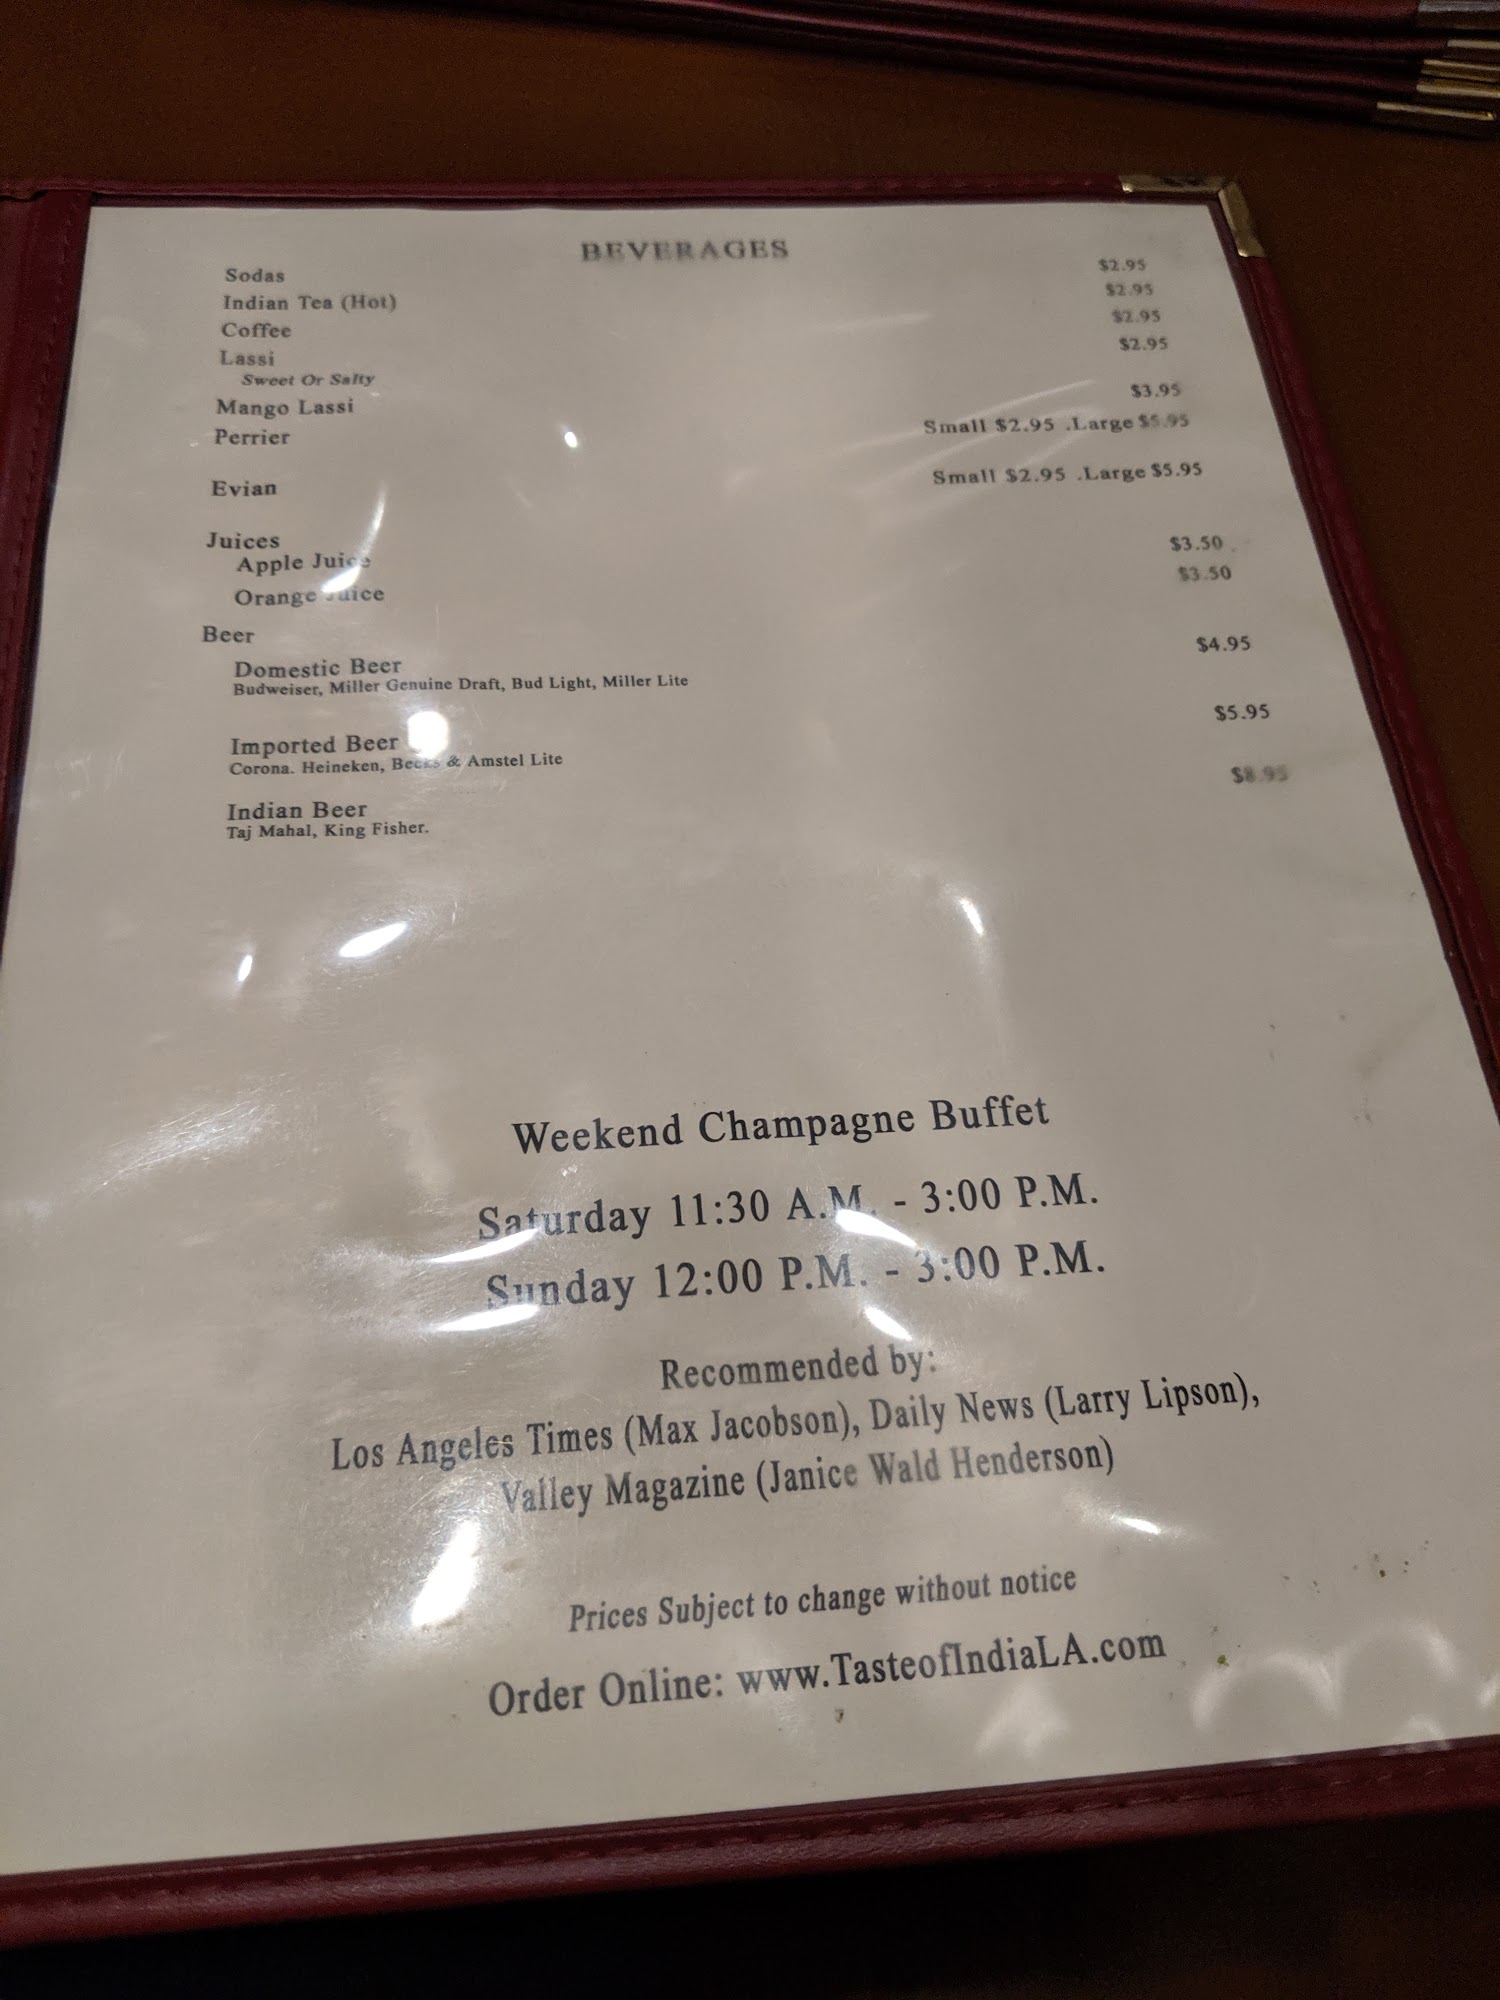 BEVERAGES
Sodas $2.95
Indian Tea (Hot) $2.95
Coffee $2.95
Lassi $2.95
Sweet Or Salty
Mango Lassi $3.95
Perrier Small $2.95 .Large $5.95
Evian Small $2.95 .Large $5.95
Juices
Apple Juice $3.50
Orange Juice $3.50
Beer
Domestic Beer $4.95
Budweiser, Miller Genuine Draft, Bud Light, Miller Lite
Imported Beer $5.95
Corona. Heineken, Becks & Amstel Lite
Indian Beer $8.95
Taj Mahal, King Fisher.
Weekend Champagne Buffet
Saturday 11:30 A.M. - 3:00 P.M.
Sunday 12:00 P.M. - 3:00 P.M.
Recommended by:
Los Angeles Times (Max Jacobson), Daily News (Larry Lipson),
Valley Magazine (Janice Wald Henderson)
Prices Subject to change without notice
Order Online: www.TasteofIndiaLA.com